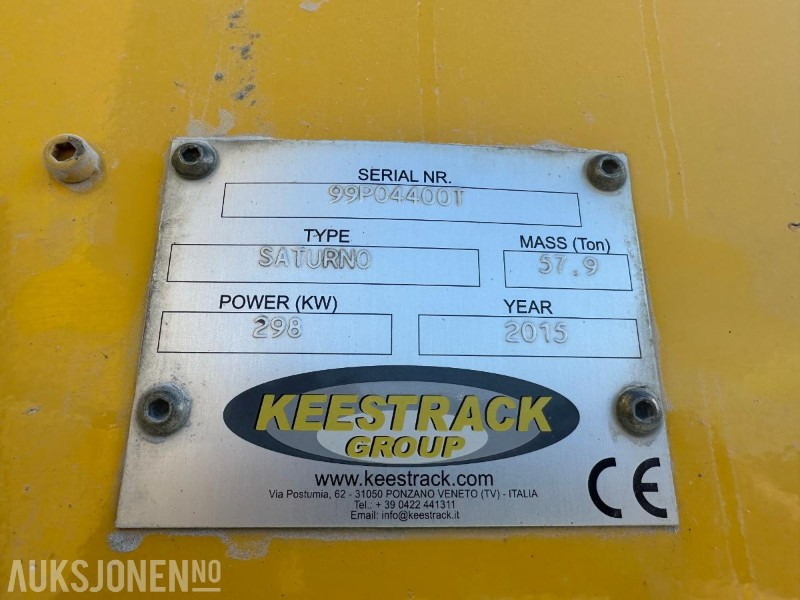 SERIAL NR.
99P04400T
TYPE
MASS (Ton)
SATURNO
57.9
POWER (KW)
YEAR
298
2015
KEESTRACK
GROUP
www.keestrack.com
Via Postumia, 62 - 31050 PONZANO VENETO (TV) - ITALIA
Tel.: + 39 0422 441311
Email: info@keestrack.it
CE
AUKSJONEN.NO